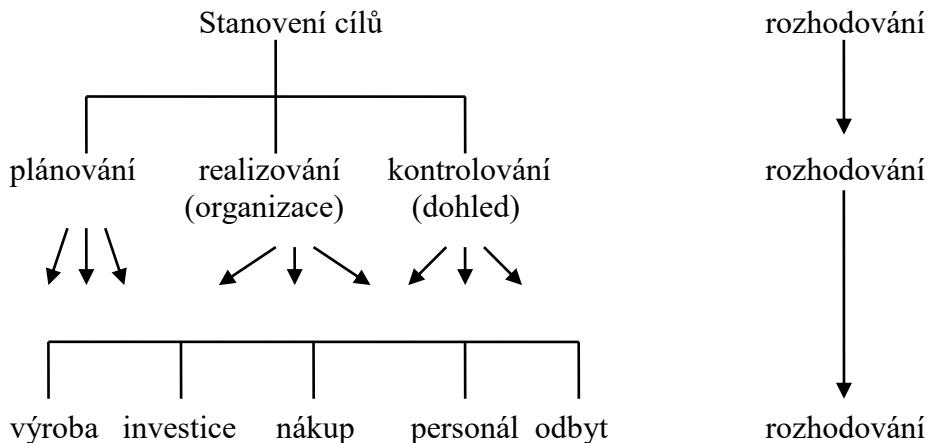 Stanovení cílů rozhodování
plánování realizování kontrolování rozhodování
(organizace) (dohled)
výroba investice nákup personál odbyt rozhodování